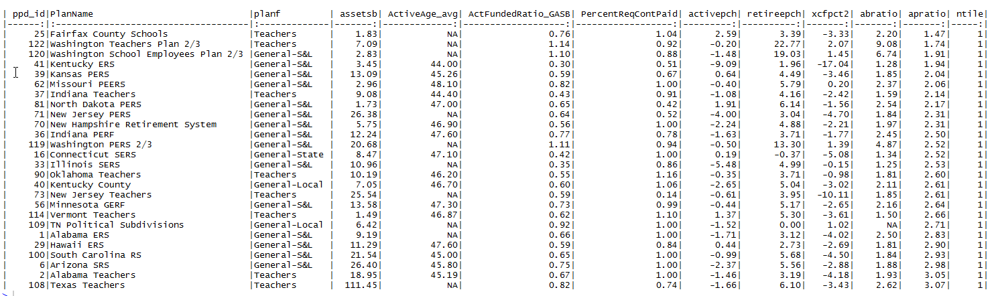 | ppd_id|PlanName |planf | assetsb| ActiveAge_avg| ActFundedRatio_GASB| PercentReqContPaid| activepch| retireepch| xcfpct2| abratio| apratio| ntile|
|------:|:-----------------------------------|:-------------|-------:|-------------:|-------------------:|------------------:|---------:|----------:|-------:|-------:|-------:|-----:|
| 25|Fairfax County Schools |Teachers | 1.83| NA| 0.76| 1.04| 2.59| 3.39| -3.33| 2.20| 1.47| 1|
| 122|Washington Teachers Plan 2/3 |Teachers | 7.09| NA| 1.14| 0.92| -0.20| 22.77| 2.07| 9.08| 1.74| 1|
| 120|Washington School Employees Plan 2/3 |General-S&L | 2.83| NA| 1.10| 0.88| -1.48| 19.03| 1.45| 6.74| 1.91| 1|
| 41|Kentucky ERS |General-S&L | 3.45| 44.00| 0.30| 0.51| -9.09| 1.96| -17.04| 1.28| 1.94| 1|
| 39|Kansas PERS |General-S&L | 13.09| 45.26| 0.59| 0.67| 0.64| 4.49| -3.46| 1.85| 2.04| 1|
| 62|Missouri PEERS |General-S&L | 2.96| 48.10| 0.82| 1.00| -0.40| 5.79| 0.20| 2.37| 2.06| 1|
| 37|Indiana Teachers |Teachers | 9.08| 44.40| 0.43| 0.91| -1.08| 4.16| -2.42| 1.59| 2.14| 1|
| 81|North Dakota PERS |General-S&L | 1.73| 47.00| 0.65| 0.42| 1.91| 6.14| -1.56| 2.54| 2.17| 1|
| 71|New Jersey PERS |General-S&L | 26.38| NA| 0.64| 0.52| -4.00| 3.04| -4.70| 1.84| 2.31| 1|
| 70|New Hampshire Retirement System |General-S&L | 5.75| 46.90| 0.56| 1.00| -2.24| 4.88| -2.21| 1.97| 2.31| 1|
| 36|Indiana PERF |General-S&L | 12.24| 47.60| 0.77| 0.78| -1.63| 3.71| -1.77| 2.45| 2.50| 1|
| 119|Washington PERS 2/3 |General-S&L | 20.68| NA| 1.11| 0.94| -0.50| 13.30| 1.39| 4.87| 2.52| 1|
| 16|Connecticut SERS |General-State | 8.47| 47.10| 0.42| 1.00| 0.19| -0.37| -5.08| 1.34| 2.52| 1|
| 33|Illinois SERS |General-S&L | 10.96| NA| 0.35| 0.86| -5.48| 4.99| -0.15| 1.25| 2.53| 1|
| 90|Oklahoma Teachers |Teachers | 10.19| 46.20| 0.55| 1.16| -0.35| 3.71| -0.98| 1.81| 2.60| 1|
| 40|Kentucky County |General-Local | 7.05| 46.70| 0.60| 1.06| -2.65| 5.04| -3.02| 2.11| 2.61| 1|
| 73|New Jersey Teachers |Teachers | 25.54| NA| 0.59| 0.14| -0.61| 3.95| -10.11| 1.85| 2.61| 1|
| 56|Minnesota GERF |General-S&L | 13.58| 47.30| 0.73| 0.99| -0.44| 5.17| -2.65| 2.16| 2.64| 1|
| 114|Vermont Teachers |Teachers | 1.49| 46.87| 0.62| 1.10| 1.37| 5.30| -3.61| 1.50| 2.66| 1|
| 109|TN Political Subdivisions |General-Local | 6.42| NA| 0.92| 1.00| -1.52| 0.00| 1.02| NA| 2.71| 1|
| 1|Alabama ERS |General-S&L | 9.19| NA| 0.66| 1.00| -1.71| 3.12| -4.02| 2.50| 2.83| 1|
| 29|Hawaii ERS |General-S&L | 11.29| 47.60| 0.59| 0.84| 0.44| 2.73| -2.69| 1.81| 2.90| 1|
| 100|South Carolina RS |General-S&L | 21.54| 45.00| 0.65| 1.00| -0.99| 5.68| -4.50| 1.84| 2.93| 1|
| 6|Arizona SRS |General-S&L | 26.40| 45.80| 0.75| 1.00| -2.37| 5.56| -2.88| 1.88| 2.98| 1|
| 2|Alabama Teachers |Teachers | 18.95| 45.19| 0.67| 1.00| -1.46| 3.19| -4.18| 1.93| 3.05| 1|
| 108|Texas Teachers |Teachers | 111.45| NA| 0.82| 0.74| -1.66| 6.10| -3.43| 2.62| 3.07| 1|